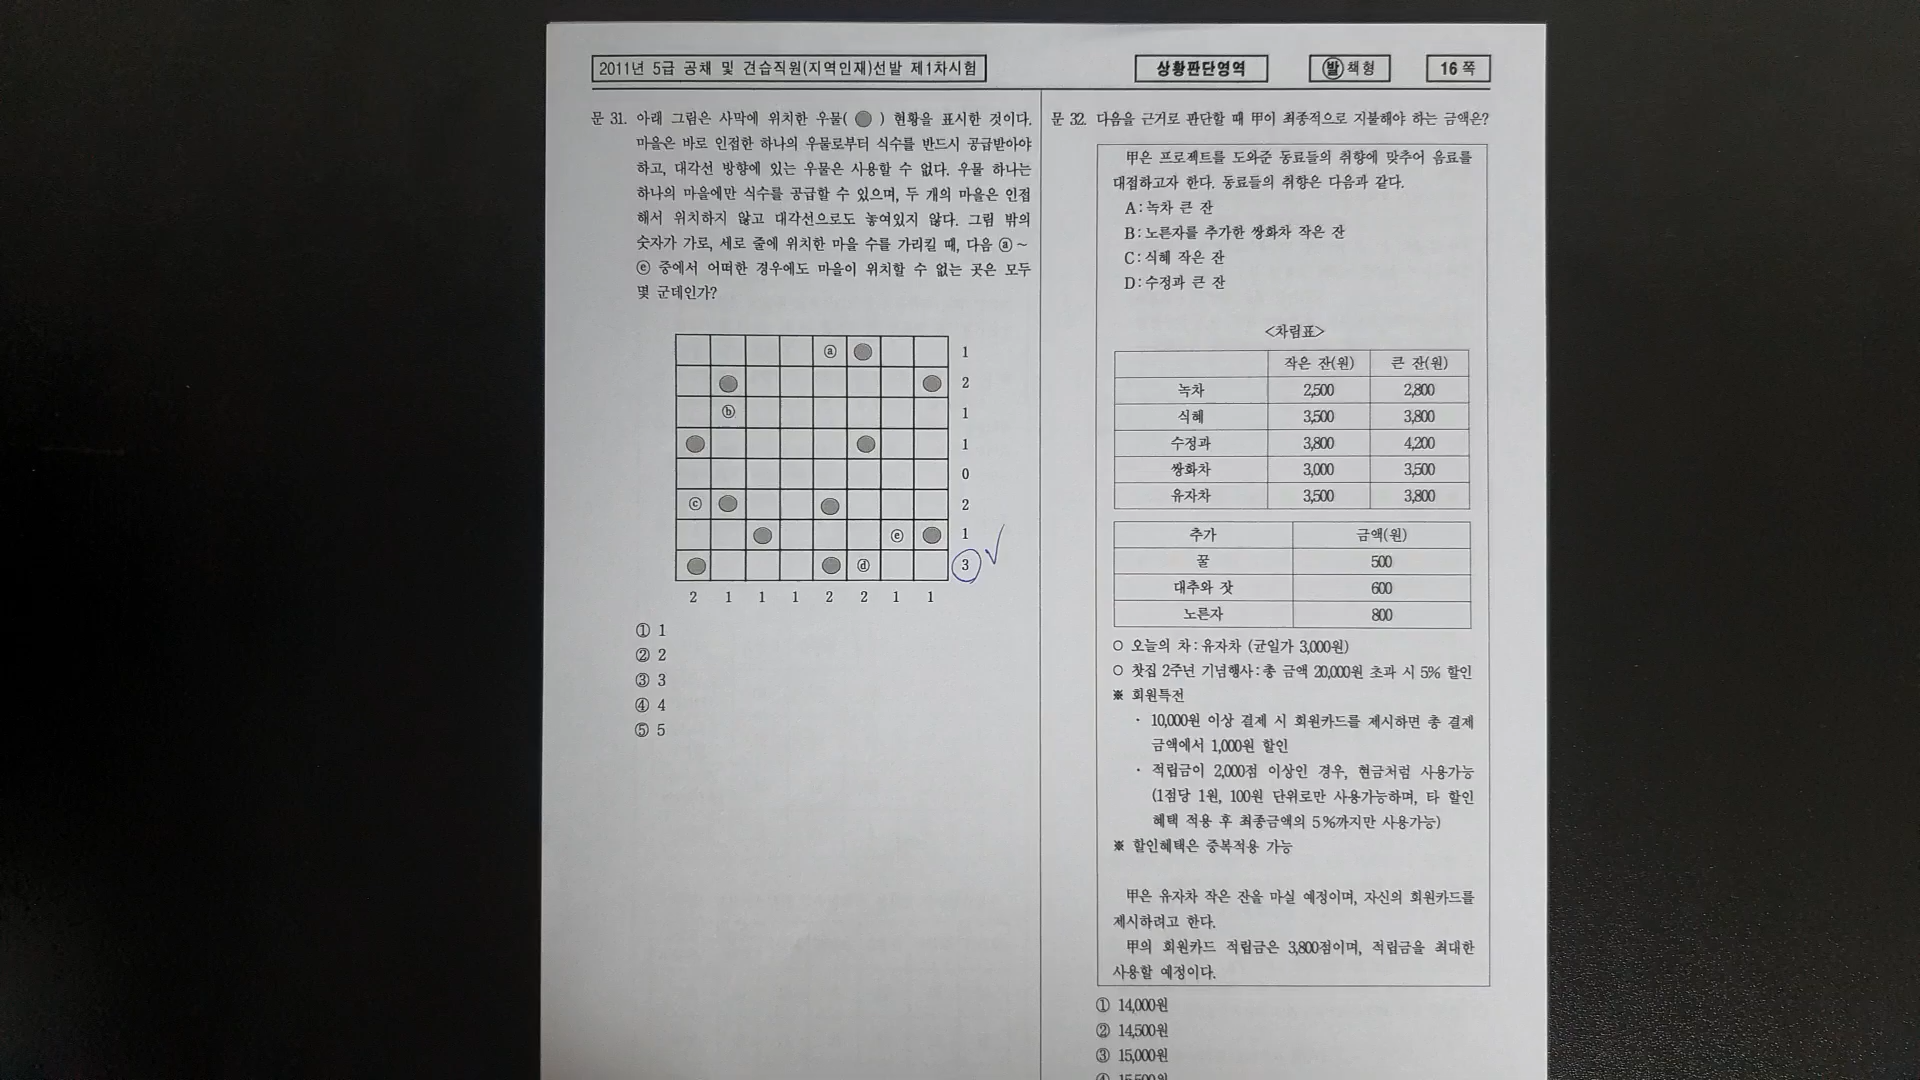 2011년 5급 공채 및 견습직원(지역인재)선발 제1차시험
상황판단영역
발 책형
16 쪽
문 31. 아래 그림은 사막에 위치한 우물( ) 현황을 표시한 것이다.
마을은 바로 인접한 하나의 우물로부터 식수를 반드시 공급받아야
하고, 대각선 방향에 있는 우물은 사용할 수 없다. 우물 하나는
하나의 마을에만 식수를 공급할 수 있으며, 두 개의 마을은 인접
해서 위치하지 않고 대각선으로도 놓여있지 않다. 그림 밖의
숫자가 가로, 세로 줄에 위치한 마을 수를 가리킬 때, 다음 ⓐ～
ⓔ 중에서 어떠한 경우에도 마을이 위치할 수 없는 곳은 모두
몇 군데인가?
ⓐ 1
2
ⓑ 1
1
0
ⓒ 2
ⓔ 1
ⓓ 3
2 1 1 1 2 2 1 1
① 1
② 2
③ 3
④ 4
⑤ 5
문 32. 다음을 근거로 판단할 때 甲이 최종적으로 지불해야 하는 금액은?
甲은 프로젝트를 도와준 동료들의 취향에 맞추어 음료를
대접하고자 한다. 동료들의 취향은 다음과 같다.
A : 녹차 큰 잔
B : 노른자를 추가한 쌍화차 작은 잔
C : 식혜 작은 잔
D : 수정과 큰 잔
<차림표>
작은 잔(원) 큰 잔(원)
녹차 2,500 2,800
식혜 3,500 3,800
수정과 3,800 4,200
쌍화차 3,000 3,500
유자차 3,500 3,800
추가 금액(원)
꿀 500
대추와 잣 600
노른자 800
○ 오늘의 차 : 유자차 (균일가 3,000원)
○ 찻집 2주년 기념행사 : 총 금액 20,000원 초과 시 5% 할인
※ 회원특전
· 10,000원 이상 결제 시 회원카드를 제시하면 총 결제
금액에서 1,000원 할인
· 적립금이 2,000점 이상인 경우, 현금처럼 사용가능
(1점당 1원, 100원 단위로만 사용가능하며, 타 할인
혜택 적용 후 최종금액의 5%까지만 사용가능)
※ 할인혜택은 중복적용 가능
甲은 유자차 작은 잔을 마실 예정이며, 자신의 회원카드를
제시하려고 한다.
甲의 회원카드 적립금은 3,800점이며, 적립금을 최대한
사용할 예정이다.
① 14,000원
② 14,500원
③ 15,000원
④ 15,500원